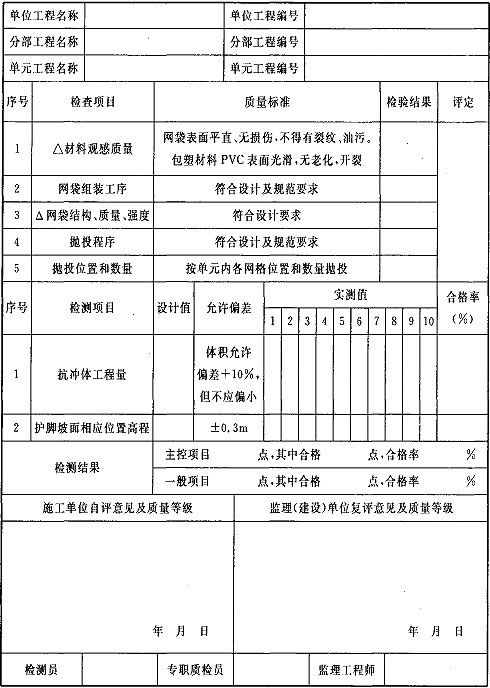 单位工程名称 单位工程编号
分部工程名称 分部工程编号
单元工程名称 单元工程编号
序号 检查项目 质量标准 检验结果 评定
1 △材料观感质量 网袋表面平直、无损伤,不得有裂纹、油污。
包塑材料PVC表面光滑,无老化,开裂
2 网袋组装工序 符合设计及规范要求
3 Δ网袋结构、质量、强度 符合设计要求
4 抛投程序 符合设计及规范要求
5 抛投位置和数量 按单元内各网格位置和数量抛投
序号 检测项目 设计值 允许偏差 实测值 合格率
(%)
1 2 3 4 5 6 7 8 9 10
1 抗冲体工程量 体积允许
偏差+10%,
但不应偏小
2 护脚坡面相应位置高程 ±0.3m
检测结果 主控项目 点,其中合格 点,合格率 %
一般项目 点,其中合格 点,合格率 %
施工单位自评意见及质量等级 监理(建设)单位复评意见及质量等级
年 月 日 年 月 日
检测员 专职质检员 监理工程师